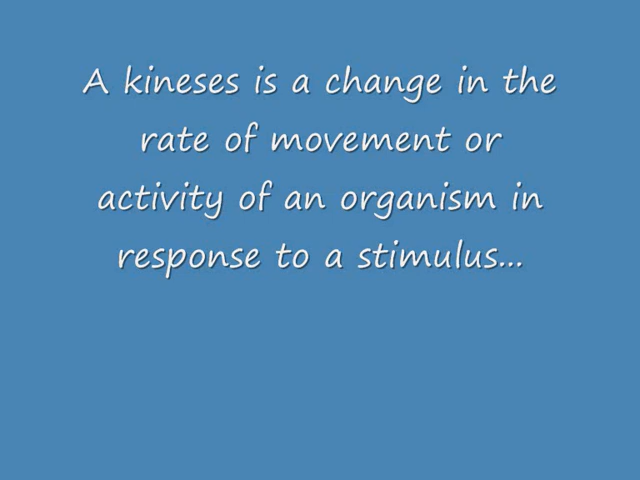 A kineses is a change in the
rate of movement or
activity of an organism in
response to a stimulus...